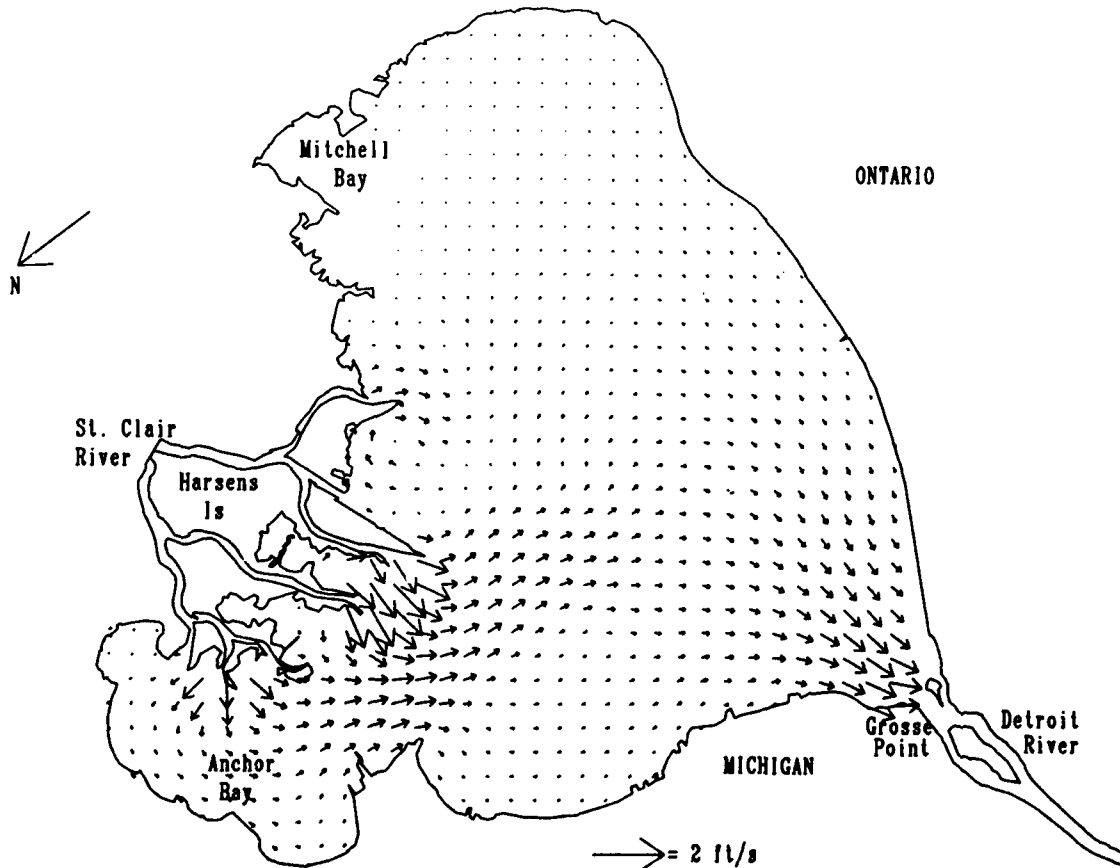 Mitchell
Bay
ONTARIO
N
St. Clair
River
Harsens
Is
Anchor
Bay
Grosse
Point
Detroit
River
MICHIGAN
= 2 ft/s